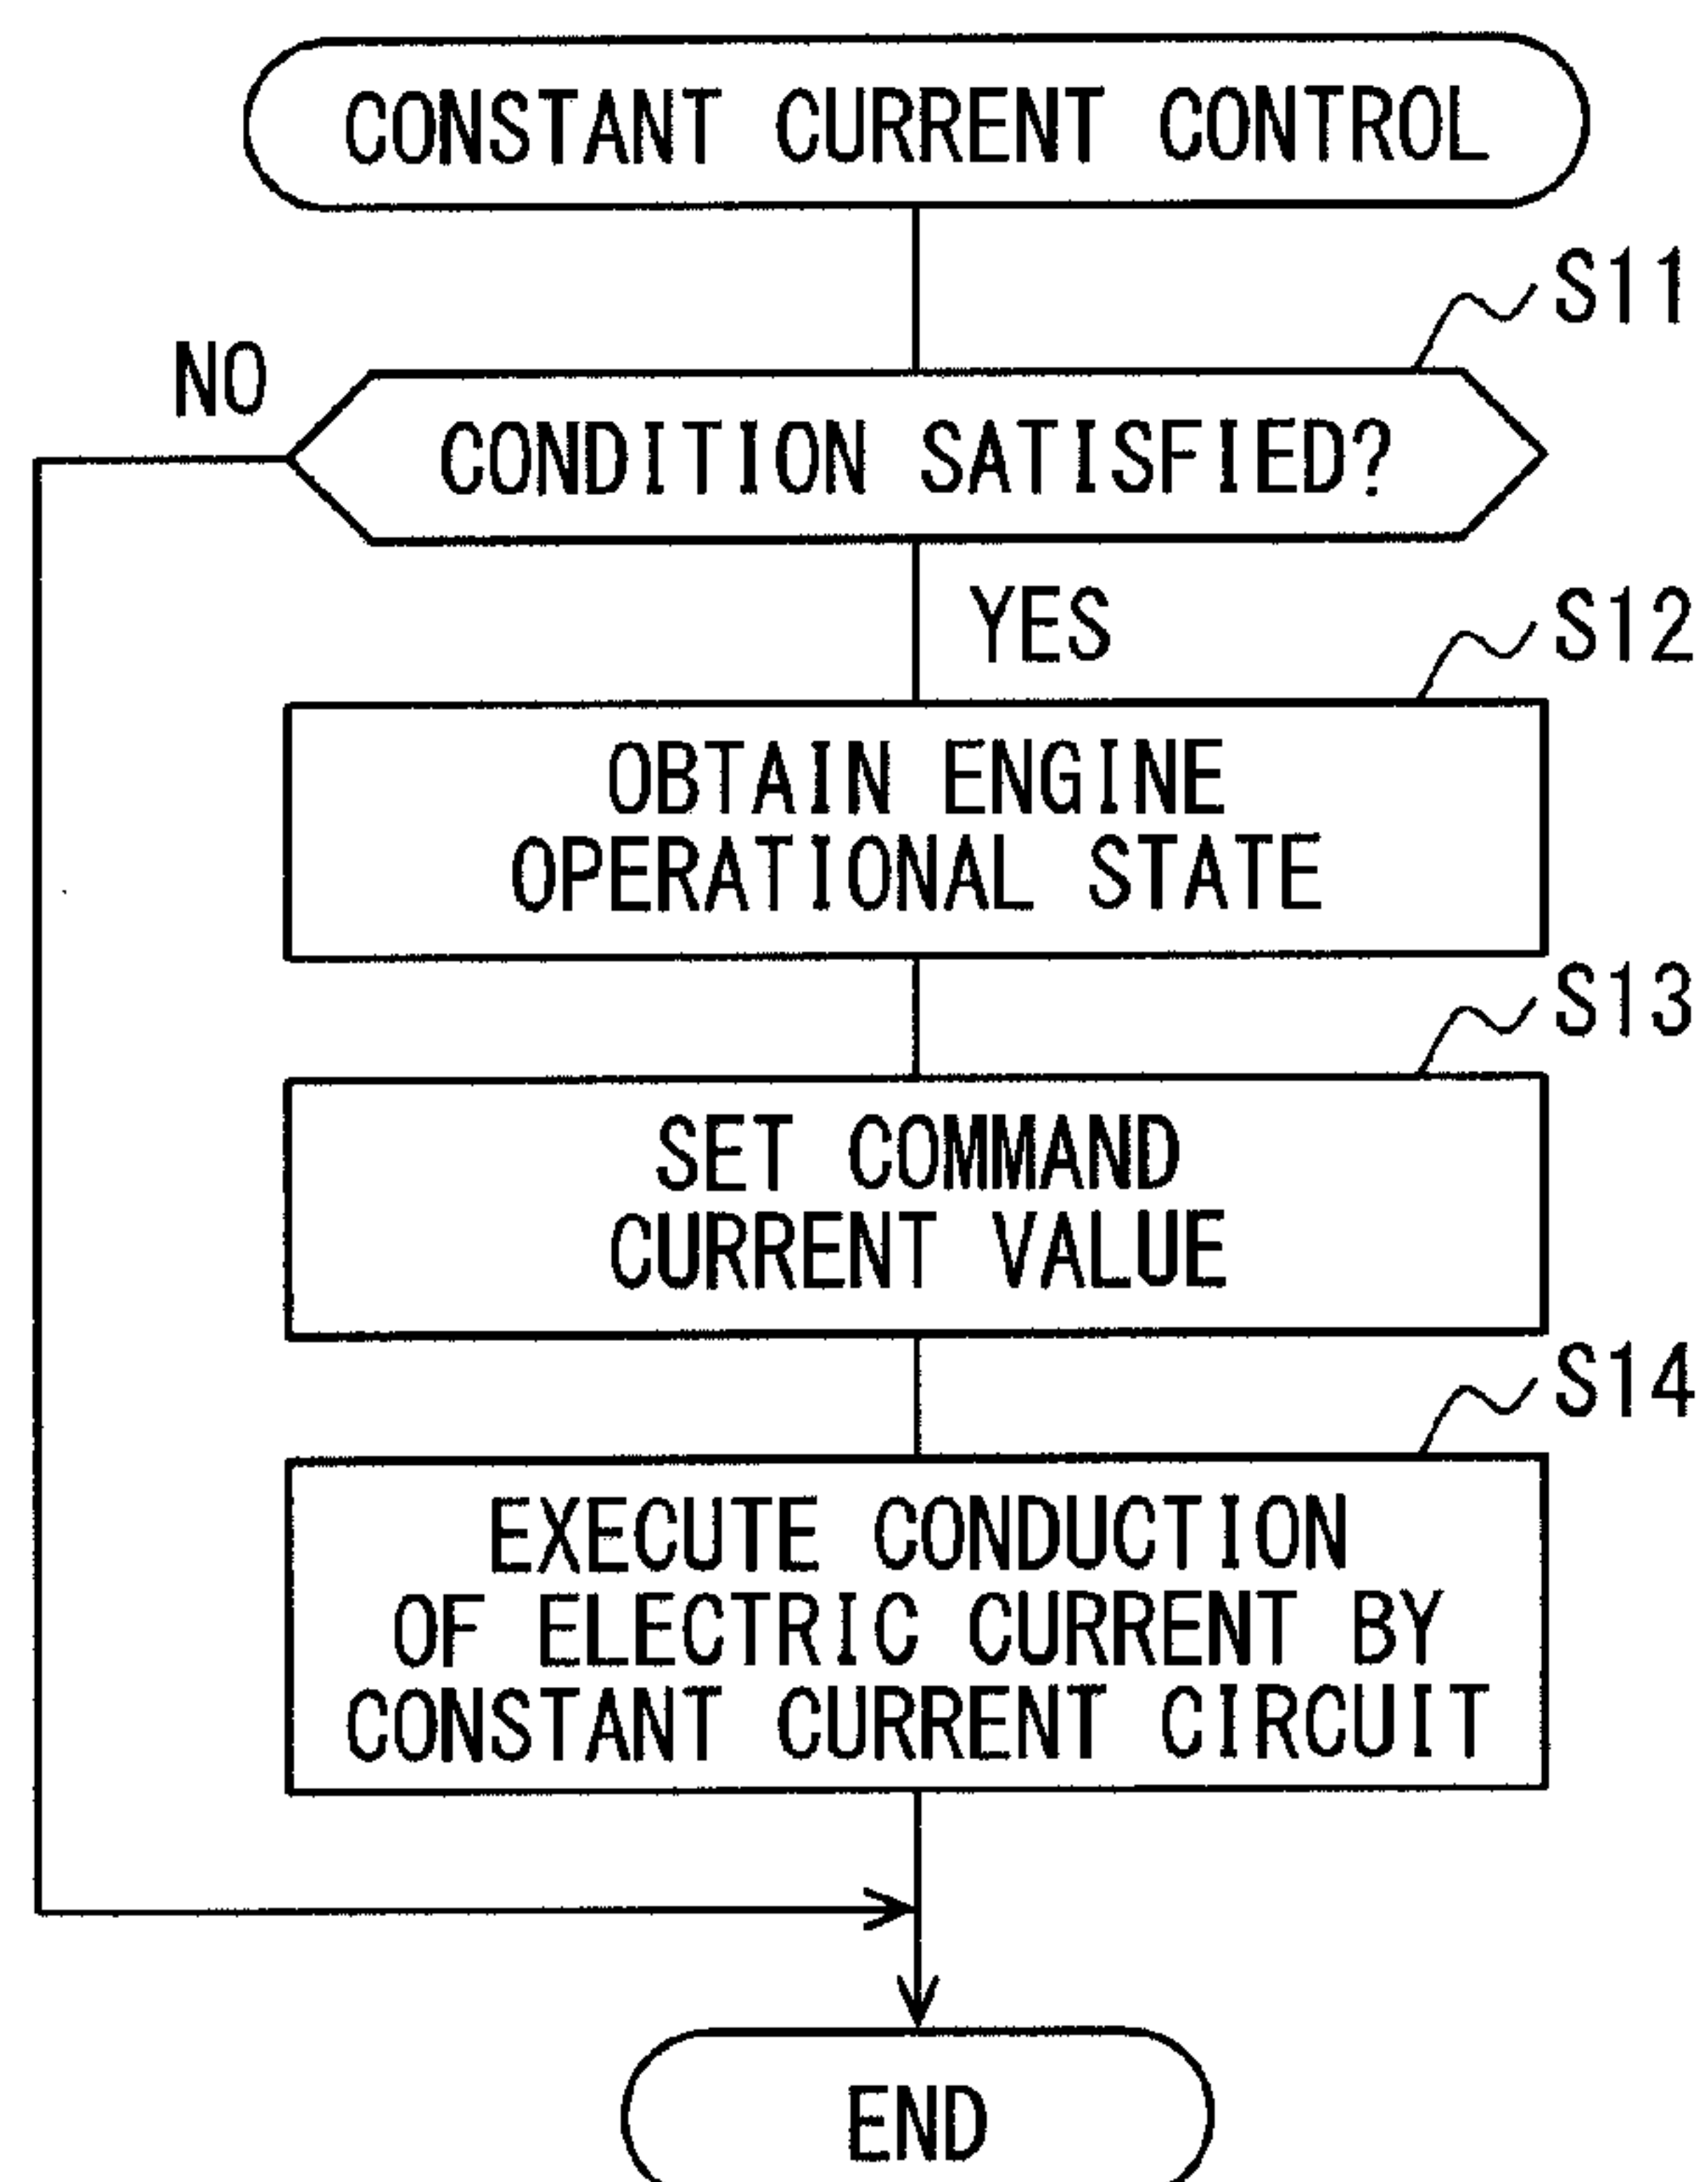 CONSTANT CURRENT CONTROL
S11
NO
CONDITION SATISFIED?
YES
S12
OBTAIN ENGINE
OPERATIONAL STATE
S13
SET COMMAND
CURRENT VALUE
S14
EXECUTE CONDUCTION
OF ELECTRIC CURRENT BY
CONSTANT CURRENT CIRCUIT
END